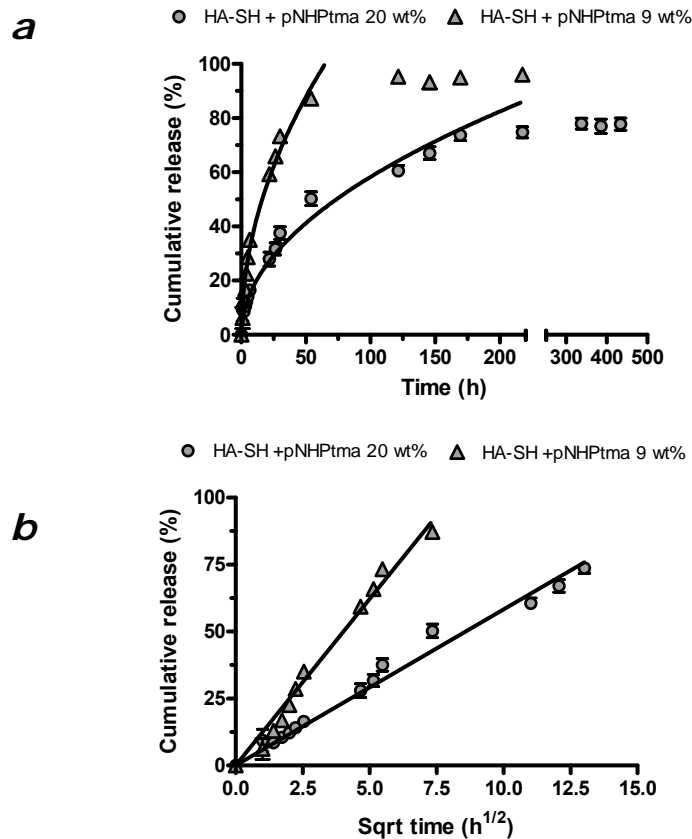 a
HA-SH + pNHPtma 20 wt% HA-SH + pNHPtma 9 wt%
100
80
60
40
20
0
Cumulative release (%)
0 50 100 150 200 300 400 500
Time (h)
b
HA-SH +pNHPtma 20 wt% HA-SH +pNHPtma 9 wt%
100
75
50
25
0
Cumulative release (%)
0.0 2.5 5.0 7.5 10.0 12.5 15.0
Sqrt time (h^1/2)